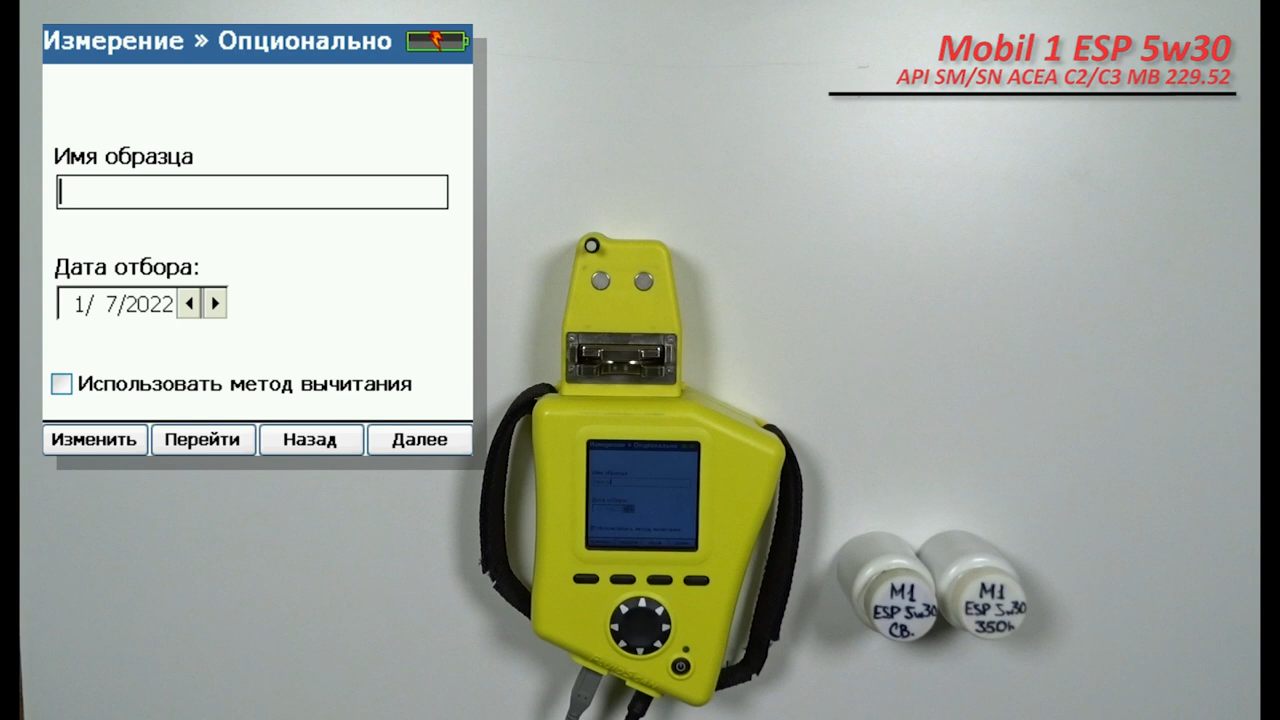 Измерение » Опционально
Имя образца
Дата отбора:
1/ 7/2022
Использовать метод вычитания
Изменить Перейти Назад Далее
Mobil 1 ESP 5w30
API SM/SN ACEA C2/C3 MB 229.52
M1
ESP 5w30
СВ.
M1
ESP 5w30
350h